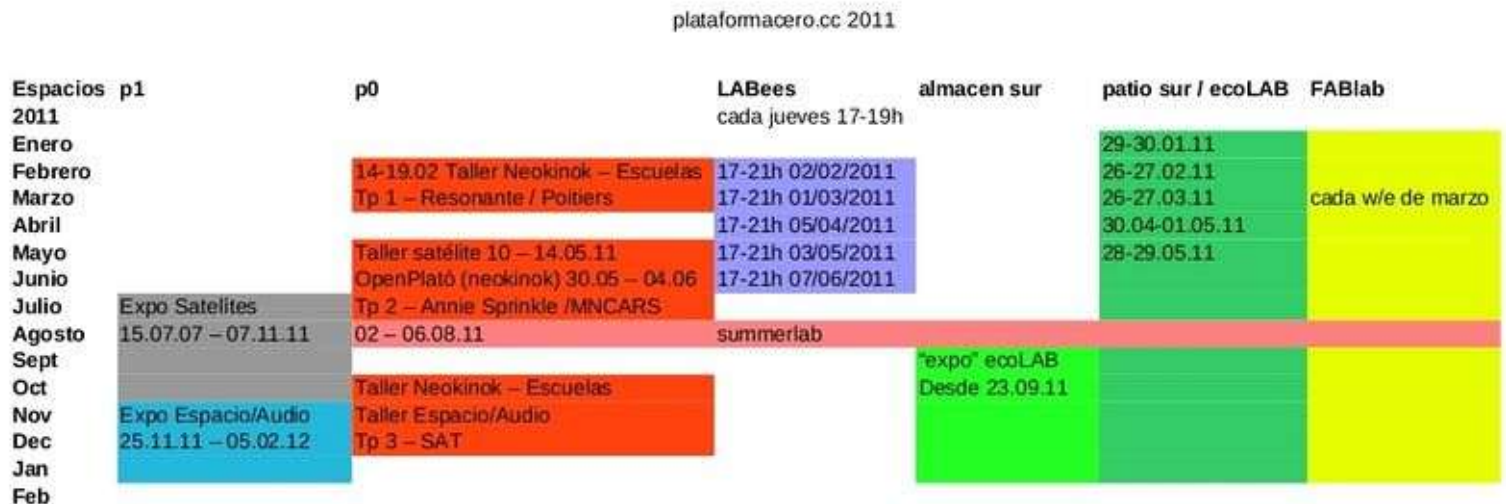 plataformacero.cc 2011
Espacios p1 p0 LABees almacen sur patio sur / ecoLAB FABlab
2011 cada jueves 17-19h
Enero 29-30.01.11
Febrero 14-19.02 Taller Neokinok – Escuelas 17-21h 02/02/2011 26-27.02.11
Marzo Tp 1 – Resonante / Poitiers 17-21h 01/03/2011 26-27.03.11 cada w/e de marzo
Abril 17-21h 05/04/2011 30.04-01.05.11
Mayo Taller satélite 10 – 14.05.11 17-21h 03/05/2011 28-29.05.11
Junio OpenPlató (neokinok) 30.05 – 04.06 17-21h 07/06/2011
Julio Expo Satelites Tp 2 – Annie Sprinkle /MNCARS
Agosto 15.07.07 – 07.11.11 02 – 06.08.11 summerlab
Sept "expo" ecoLAB
Oct Taller Neokinok – Escuelas Desde 23.09.11
Nov Expo Espacio/Audio Taller Espacio/Audio
Dec 25.11.11 – 05.02.12 Tp 3 – SAT
Jan
Feb